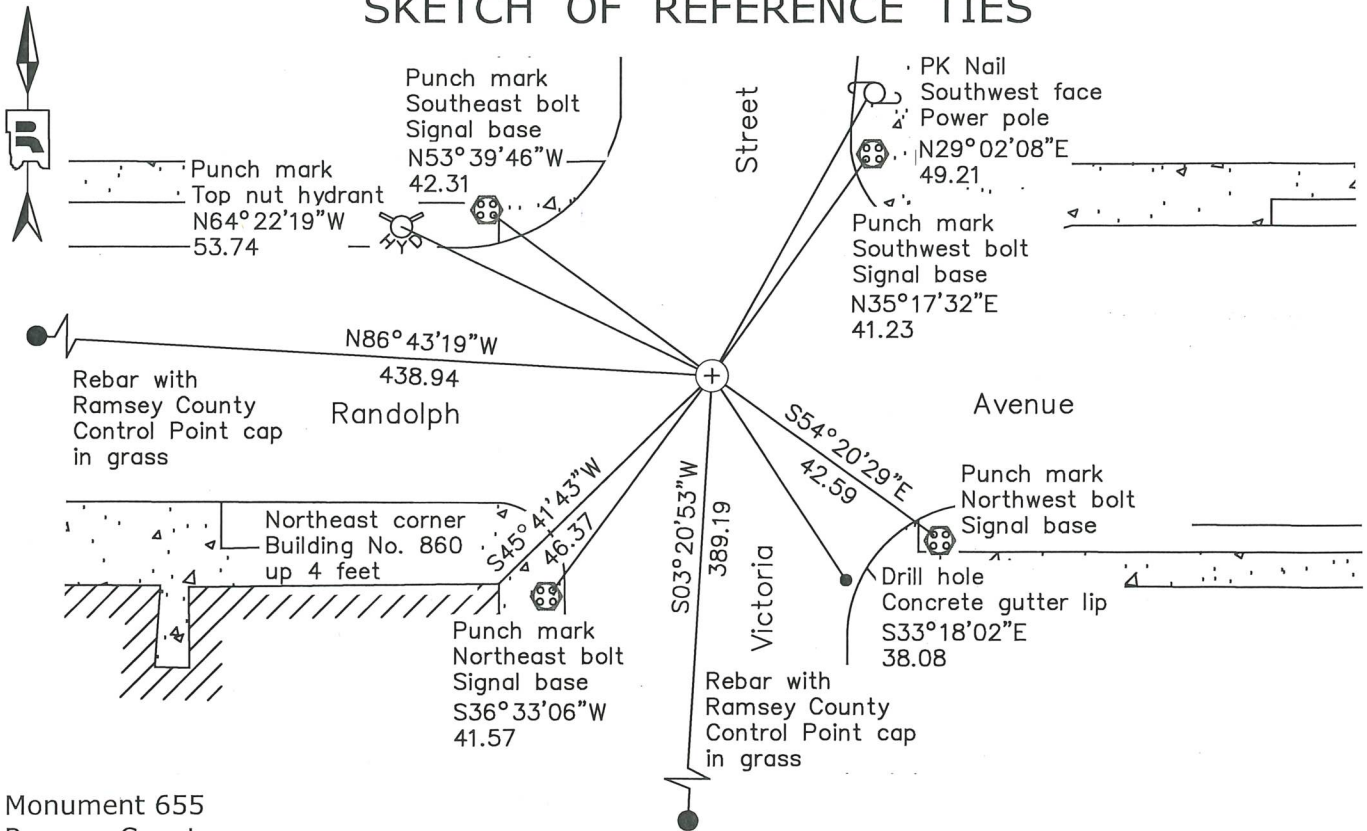 SKETCH OF REFERENCE TIES
R
Punch mark
Southeast bolt
Signal base
N53°39'46"W
42.31
Punch mark
Top nut hydrant
N64°22'19"W
53.74
HYD
Street
PK Nail
Southwest face
Power pole
N29°02'08"E
49.21
Punch mark
Southwest bolt
Signal base
N35°17'32"E
41.23
N86°43'19"W
438.94
Rebar with
Ramsey County
Control Point cap
in grass
Randolph
Avenue
S54°20'29"E
42.59
Punch mark
Northwest bolt
Signal base
S45°41'43"W
46.37
Northeast corner
Building No. 860
up 4 feet
S03°20'53"W
389.19
Victoria
Drill hole
Concrete gutter lip
S33°18'02"E
38.08
Punch mark
Northeast bolt
Signal base
S36°33'06"W
41.57
Rebar with
Ramsey County
Control Point cap
in grass
Monument 655